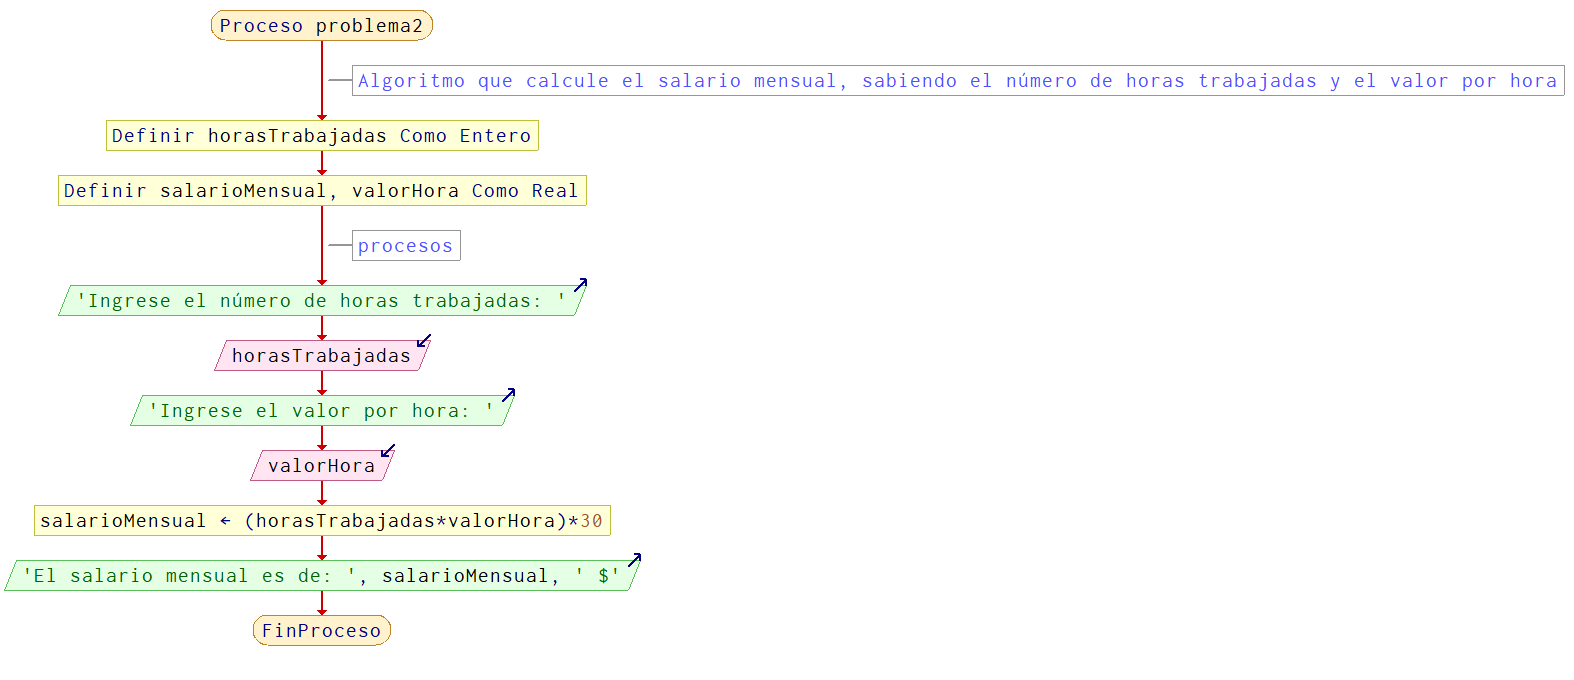 Proceso problema2
Algoritmo que calcule el salario mensual, sabiendo el número de horas trabajadas y el valor por hora
Definir horasTrabajadas Como Entero
Definir salarioMensual, valorHora Como Real
procesos
'Ingrese el número de horas trabajadas: '
horasTrabajadas
'Ingrese el valor por hora: '
valorHora
salarioMensual ← (horasTrabajadas*valorHora)*30
'El salario mensual es de: ', salarioMensual, ' $'
FinProceso